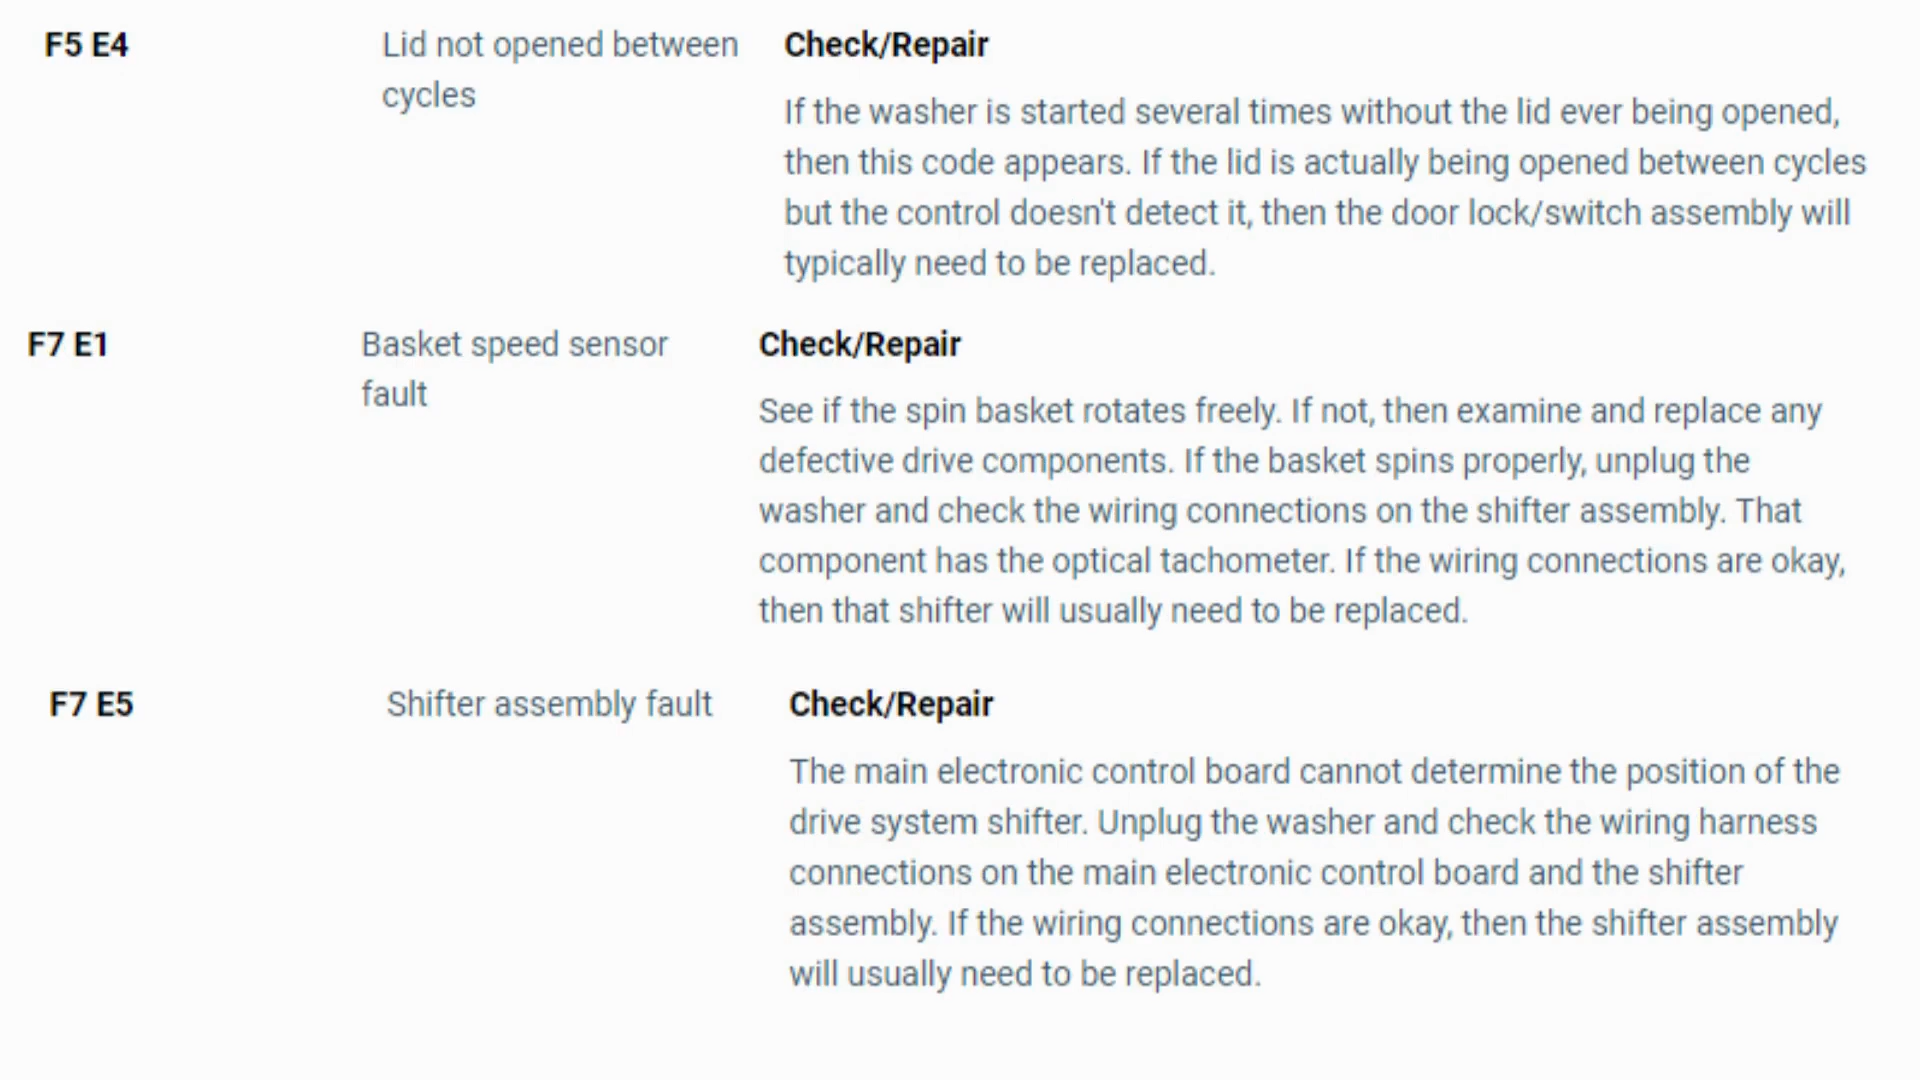 F5 E4
Lid not opened between
cycles
Check/Repair
If the washer is started several times without the lid ever being opened,
then this code appears. If the lid is actually being opened between cycles
but the control doesn't detect it, then the door lock/switch assembly will
typically need to be replaced.
F7 E1
Basket speed sensor
fault
Check/Repair
See if the spin basket rotates freely. If not, then examine and replace any
defective drive components. If the basket spins properly, unplug the
washer and check the wiring connections on the shifter assembly. That
component has the optical tachometer. If the wiring connections are okay,
then that shifter will usually need to be replaced.
F7 E5
Shifter assembly fault
Check/Repair
The main electronic control board cannot determine the position of the
drive system shifter. Unplug the washer and check the wiring harness
connections on the main electronic control board and the shifter
assembly. If the wiring connections are okay, then the shifter assembly
will usually need to be replaced.